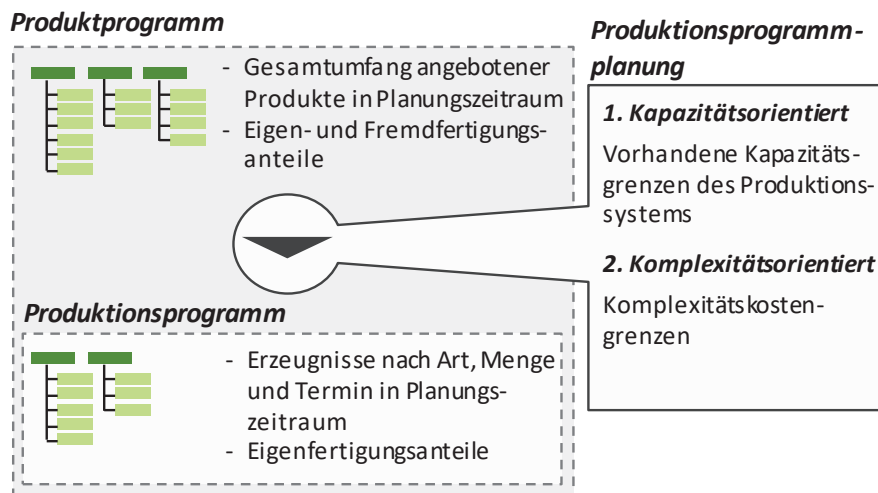 Produktprogramm
- Gesamtumfang angebotener
Produkte in Planungszeitraum
- Eigen- und Fremdfertigungs-
anteile
Produktionsprogramm-
planung
1. Kapazitätsorientiert
Vorhandene Kapazitäts-
grenzen des Produktions-
systems
2. Komplexitätsorientiert
Komplexitätskosten-
grenzen
Produktionsprogramm
- Erzeugnisse nach Art, Menge
und Termin in Planungs-
zeitraum
- Eigenfertigungsanteile